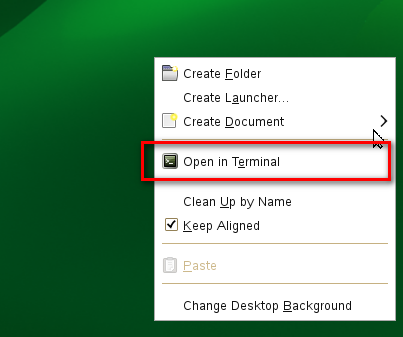 Create Folder
Create Launcher...
Create Document
Open in Terminal
Clean Up by Name
Keep Aligned
Paste
Change Desktop Background